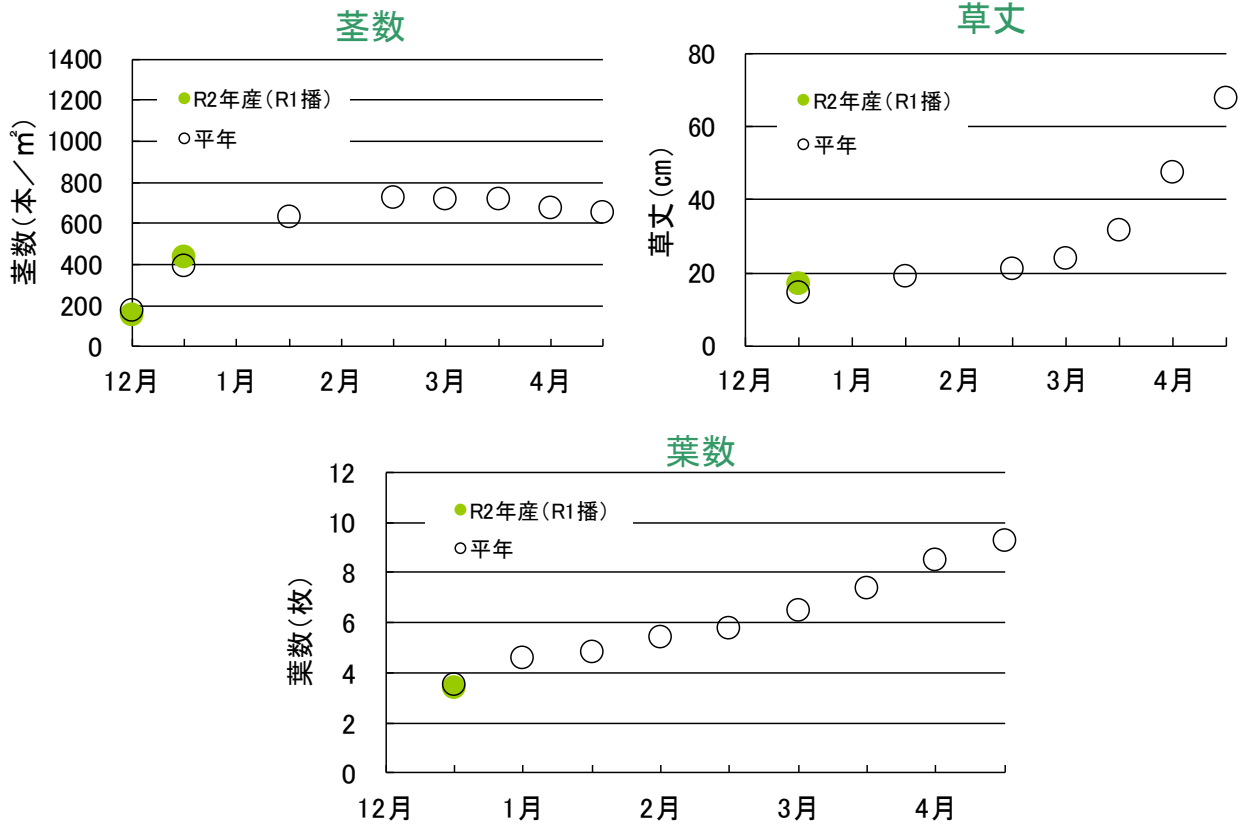 茎数
1400
1200
1000
800
600
400
200
0
茎数(本／㎡)
R2年産(R1播)
平年
12月 1月 2月 3月 4月
草丈
80
60
40
20
0
草丈(cm)
R2年産(R1播)
平年
12月 1月 2月 3月 4月
葉数
12
10
8
6
4
2
0
葉数(枚)
R2年産(R1播)
平年
12月 1月 2月 3月 4月